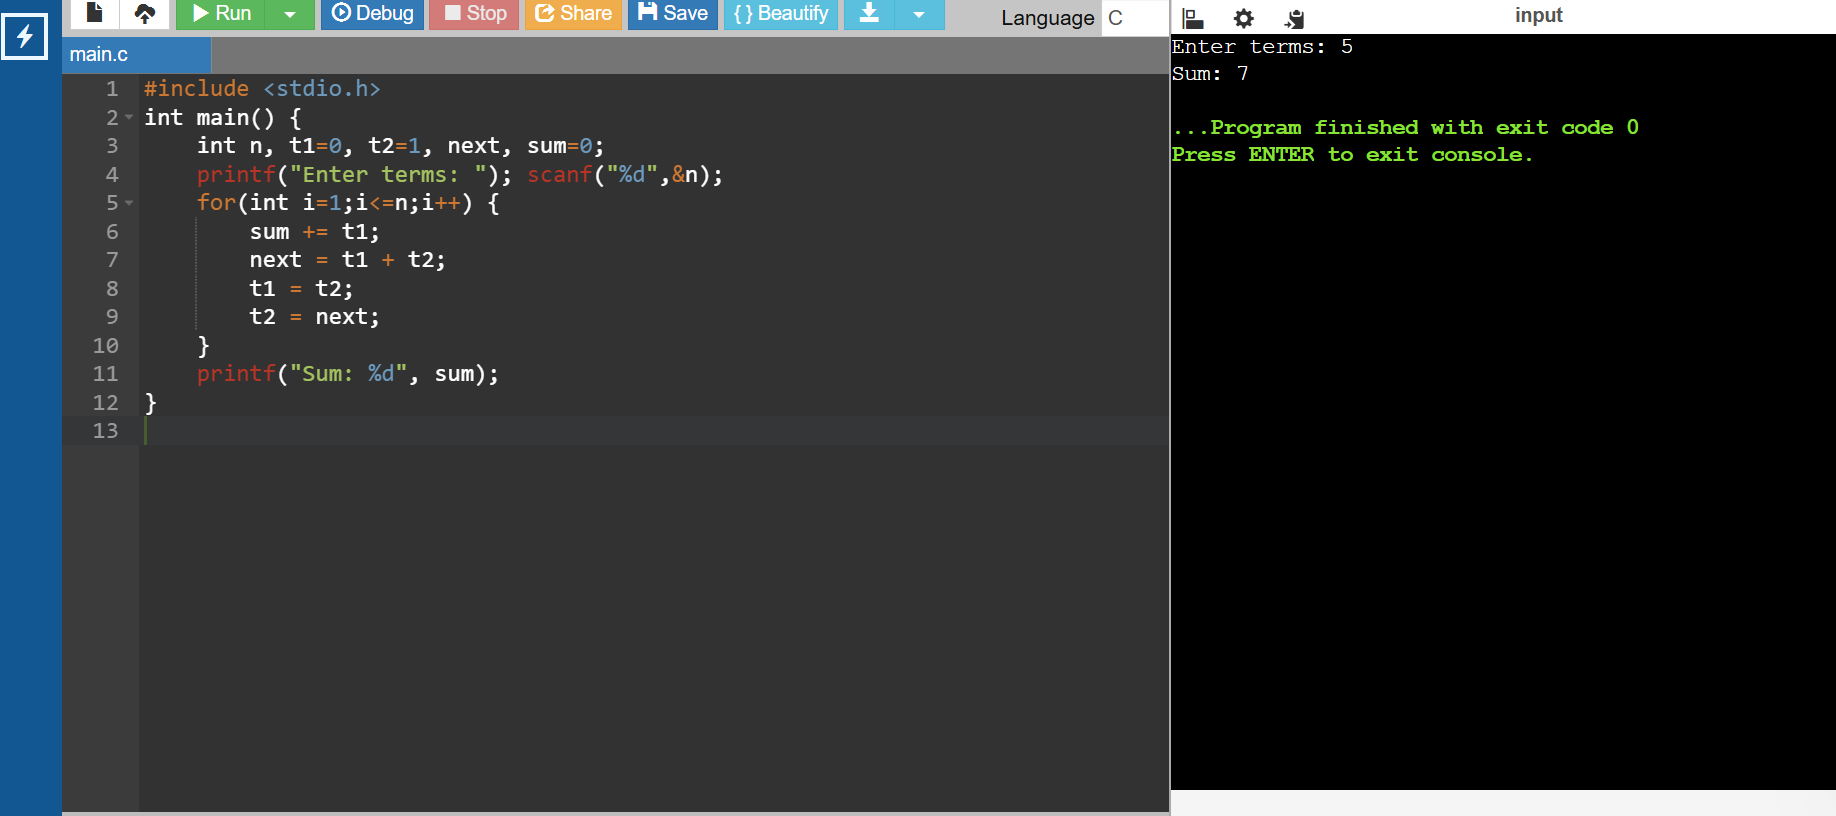 Run Debug Stop Share Save { } Beautify Language C
main.c
1 #include <stdio.h>
2 int main() {
3     int n, t1=0, t2=1, next, sum=0;
4     printf("Enter terms: "); scanf("%d",&n);
5     for(int i=1;i<=n;i++) {
6         sum += t1;
7         next = t1 + t2;
8         t1 = t2;
9         t2 = next;
10     }
11     printf("Sum: %d", sum);
12 }
13
input
Enter terms: 5
Sum: 7
...Program finished with exit code 0
Press ENTER to exit console.